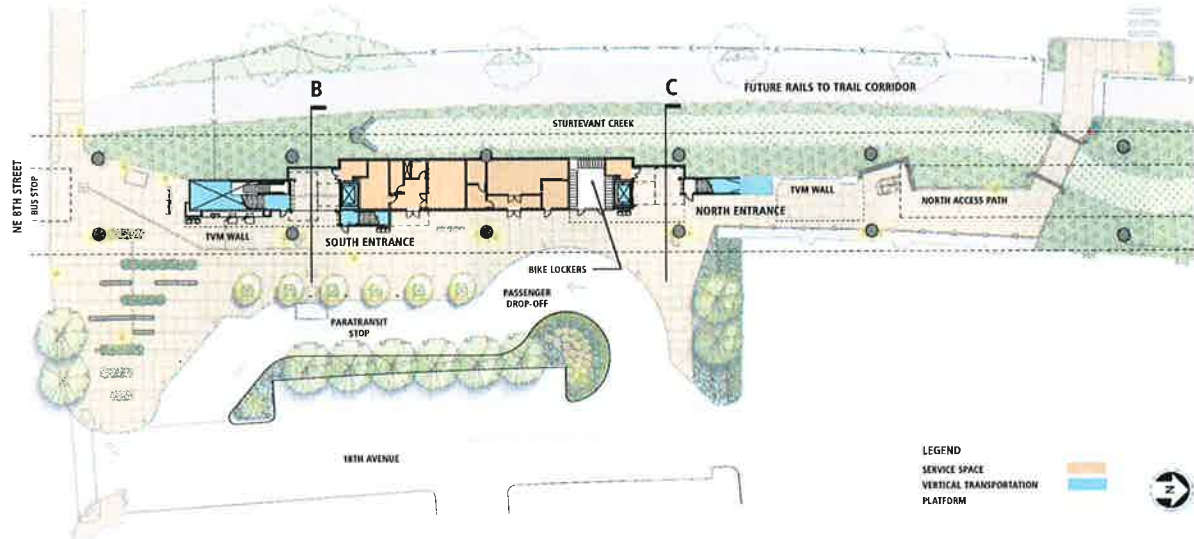 B
C
FUTURE RAILS TO TRAIL CORRIDOR
STURTEVANT CREEK
NE 8TH STREET
BUS STOP
TVM WALL
NORTH ACCESS PATH
NORTH ENTRANCE
TVM WALL
SOUTH ENTRANCE
BIKE LOCKERS
PASSENGER
DROP-OFF
PARATRANSIT
STOP
18TH AVENUE
LEGEND
SERVICE SPACE
VERTICAL TRANSPORTATION
PLATFORM
N